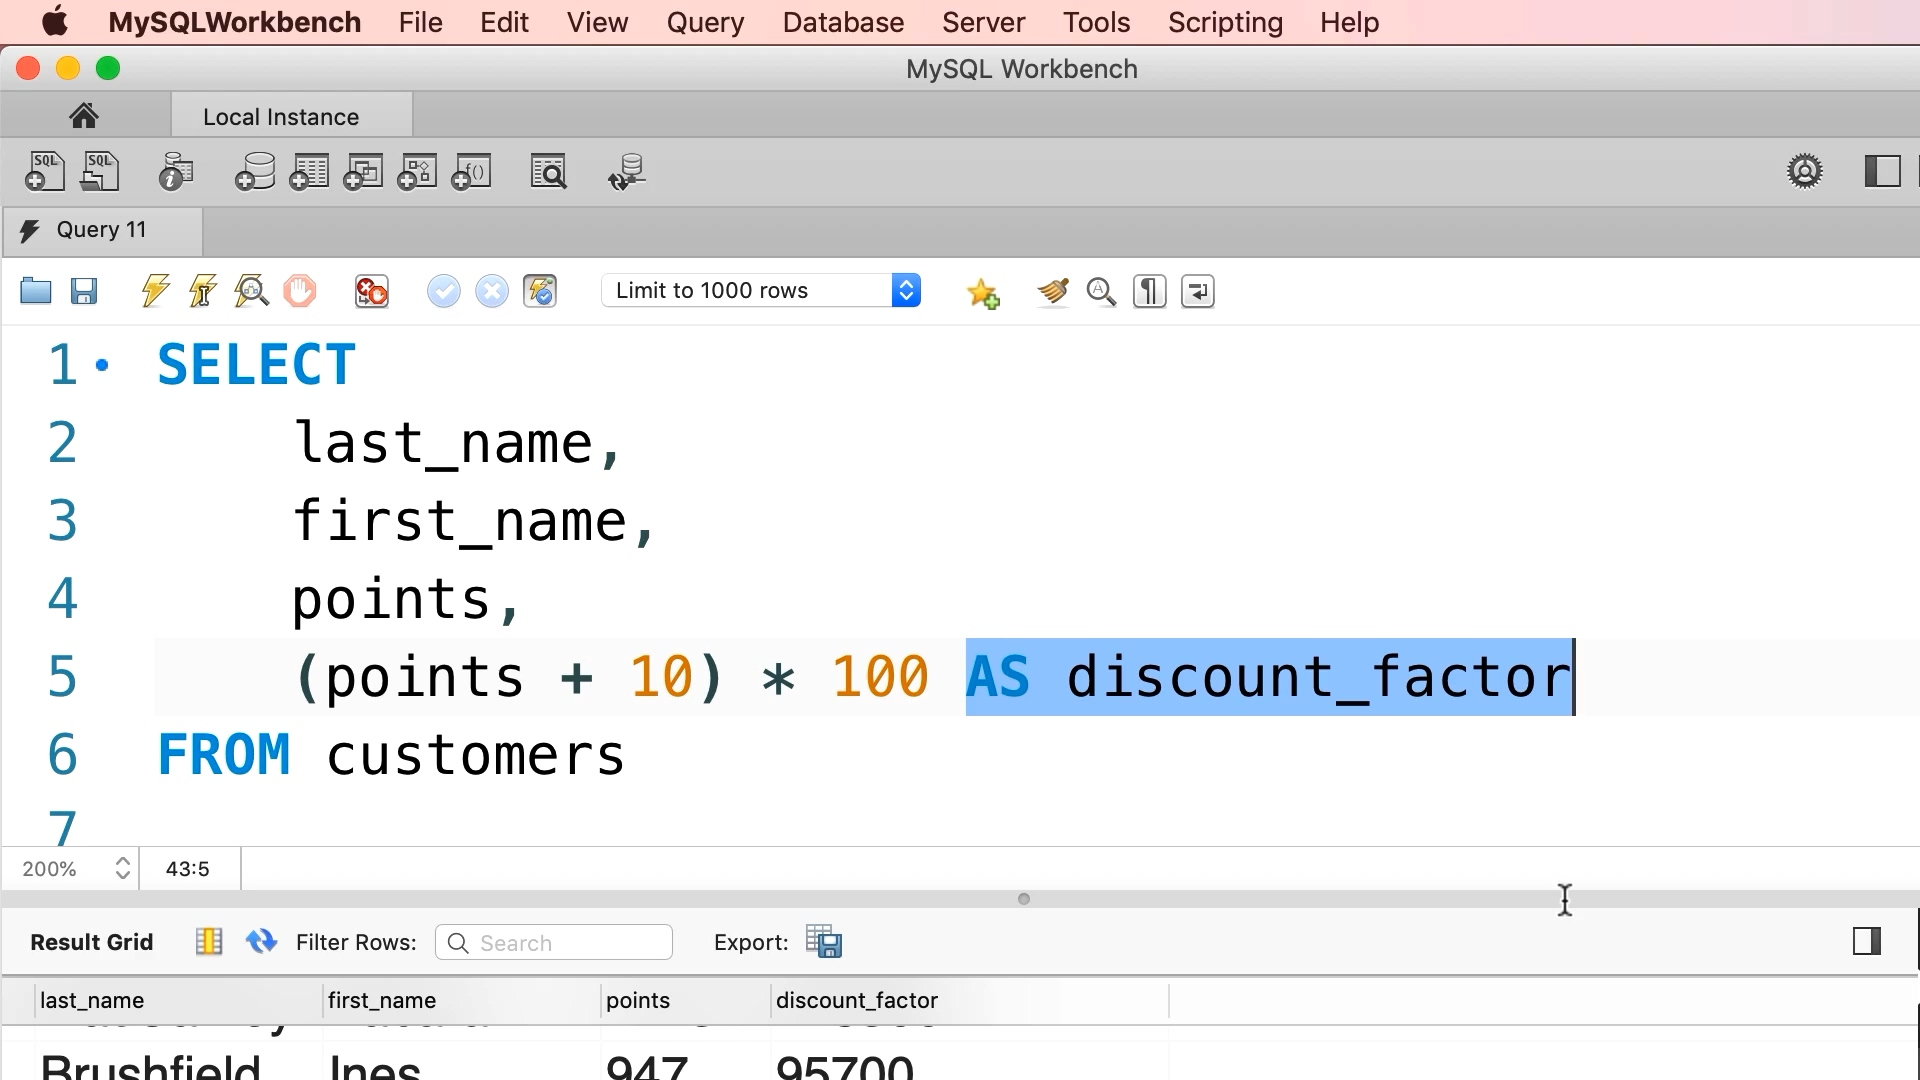 MySQLWorkbench File Edit View Query Database Server Tools Scripting Help
MySQL Workbench
Local Instance
SQL SQL
Query 11
Limit to 1000 rows
1 SELECT
2 last_name,
3 first_name,
4 points,
5 (points + 10) * 100 AS discount_factor
6 FROM customers
7
200% 43:5
Result Grid Filter Rows: Search Export:
last_name first_name points discount_factor
Brushfield Ines 947 95700